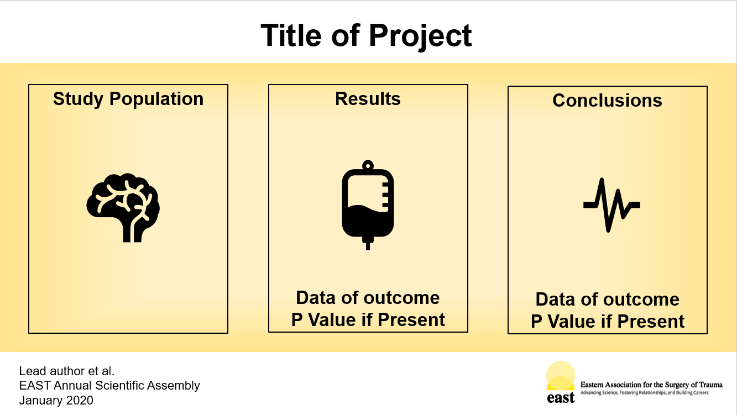 Title of Project
Study Population
Results
Data of outcome
P Value if Present
Conclusions
Data of outcome
P Value if Present
Lead author et al.
EAST Annual Scientific Assembly
January 2020
east
Eastern Association for the Surgery of Trauma
Advancing Science, Fostering Relationships, and Building Careers